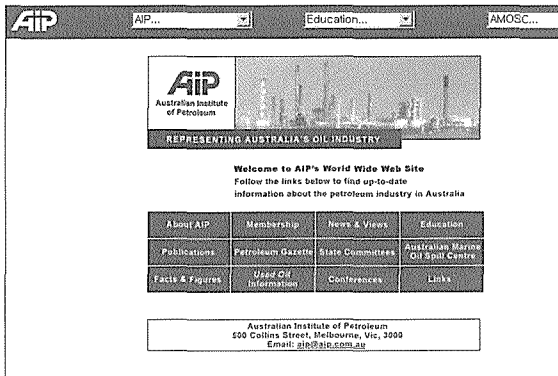 AiP
AIP...
Education...
AMOSC...
AiP
Australian Institute
of Petroleum
REPRESENTING AUSTRALIA'S OIL INDUSTRY
Welcome to AIP's World Wide Web Site
Follow the links below to find up-to-date
information about the petroleum industry in Australia
About AIP
Membership
News & Views
Education
Publications
Petroleum Gazette
State Committees
Australian Marine
Oil Spill Centre
Facts & Figures
Used Oil
Information
Conferences
Links
Australian Institute of Petroleum
500 Collins Street, Melbourne, Vic, 3000
Email: aip@aip.com.au